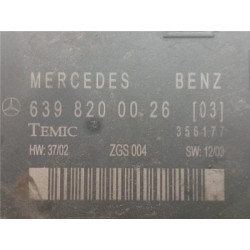 MERCEDES BENZ
639 820 00 26 [03]
TEMIC 356177
HW: 37/02 ZGS 004 SW: 12/03